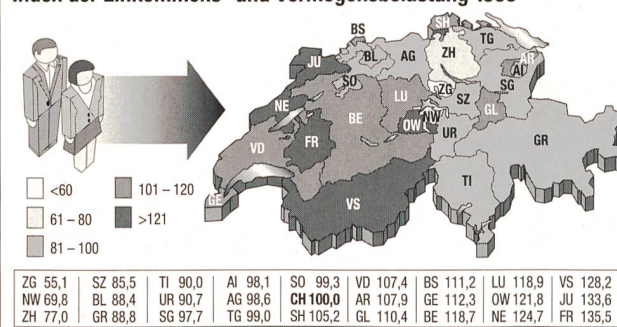 Index der Einkommens- und Vermögensbelastung
BS
SH
TG
JU
BL
AG
ZH
AR
AI
SO
SG
ZG
NE
LU
SZ
BE
NW
GL
OW
VD
FR
UR
GR
TI
GE
VS
<60
101 – 120
61 – 80
>121
81 – 100
ZG 55,1 SZ 85,5 TI 90,0 AI 98,1 SO 99,3 VD 107,4 BS 111,2 LU 118,9 VS 128,2
NW 69,8 BL 88,4 UR 90,7 AG 98,6 CH 100,0 AR 107,9 GE 112,3 OW 121,8 JU 133,6
ZH 77,0 GR 88,8 SG 97,7 TG 99,0 SH 105,2 GL 110,4 BE 118,7 NE 124,7 FR 135,5